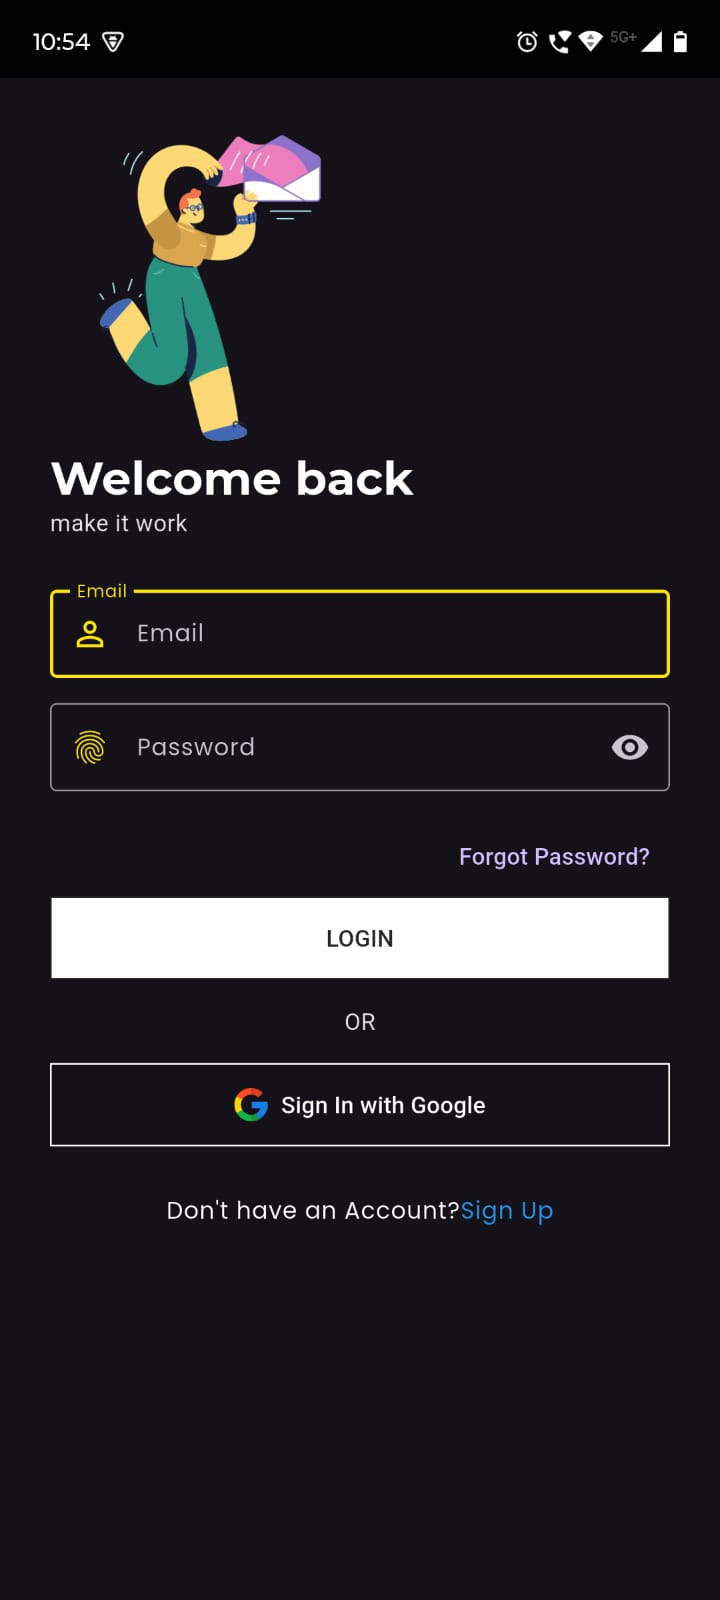 10:54
5G+
Welcome back
make it work
Email
Email
Password
Forgot Password?
LOGIN
OR
Sign In with Google
Don't have an Account?Sign Up